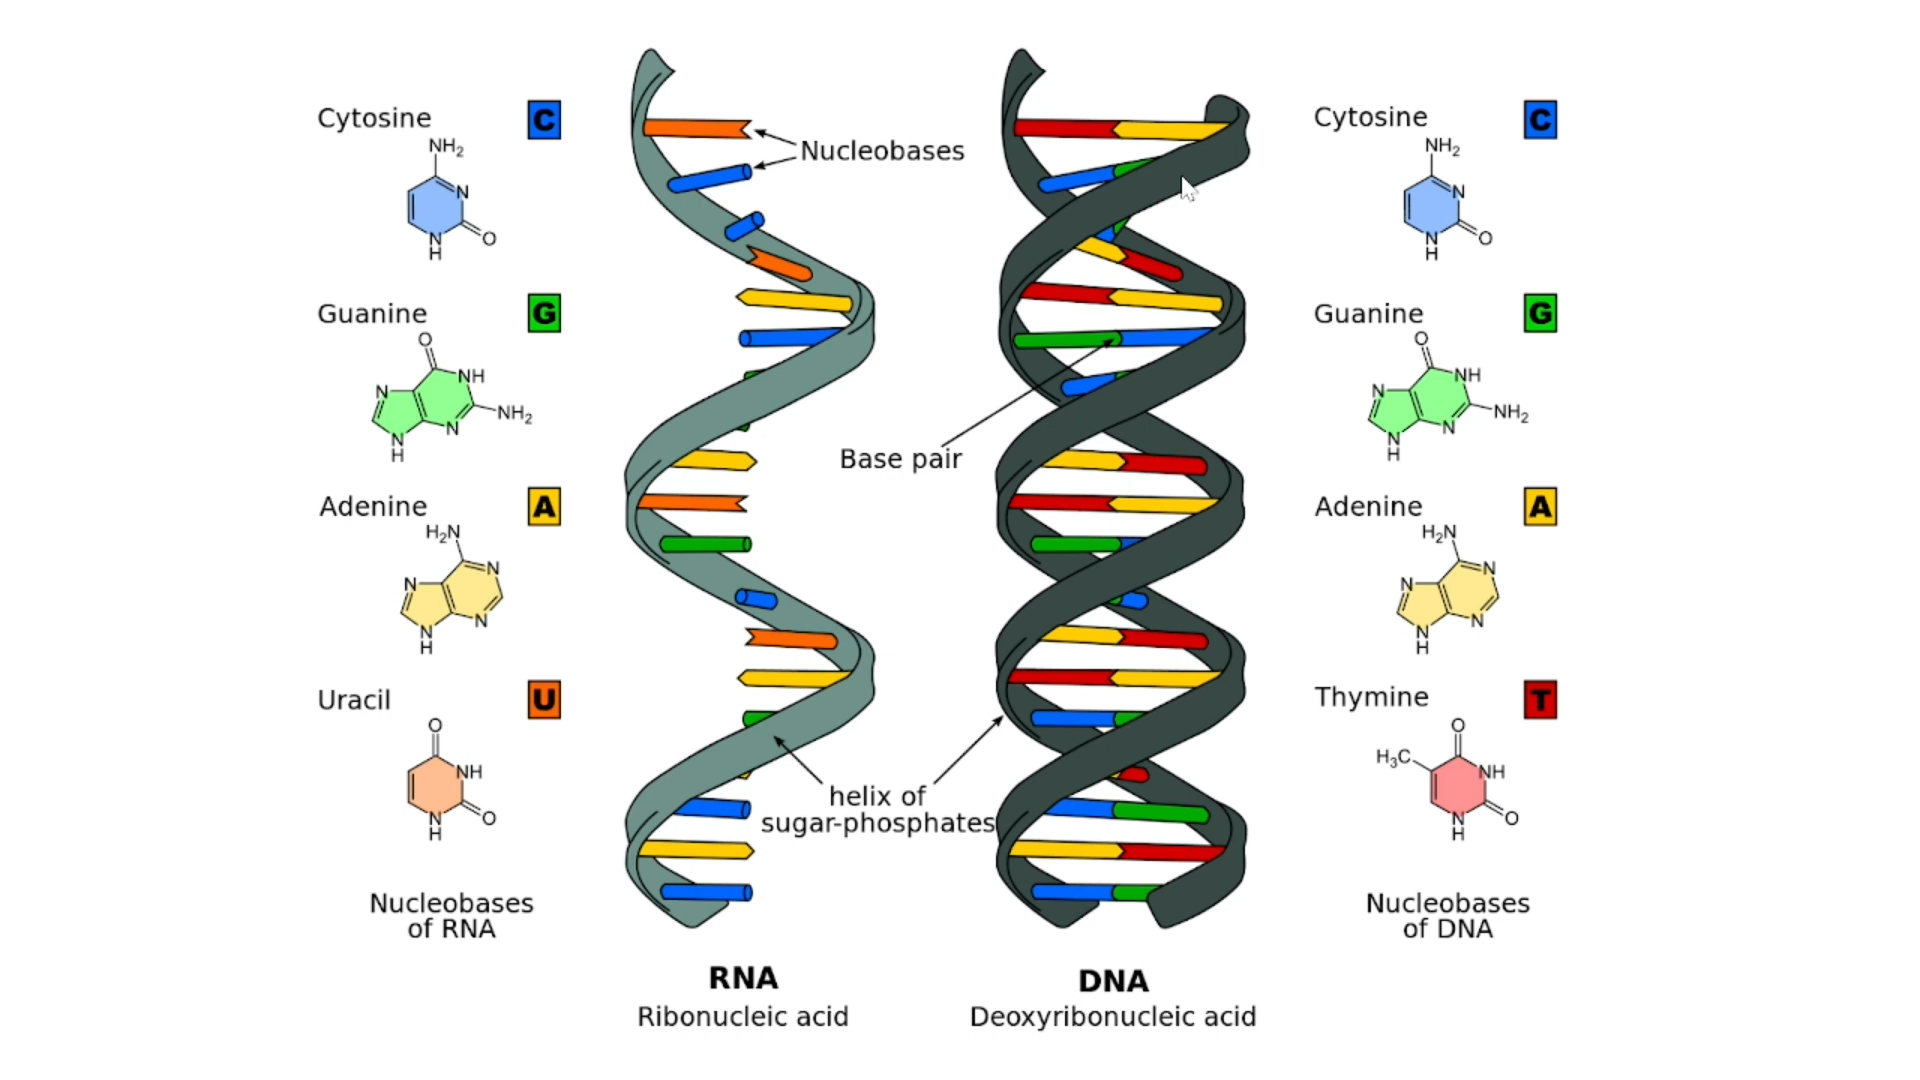 Cytosine
C
NH₂
N
N
H
O
Guanine
G
O
N
NH
N
H
N
NH₂
Adenine
A
H₂N
N
N
N
H
N
Uracil
U
O
NH
N
H
O
Nucleobases
of RNA
Nucleobases
Base pair
helix of
sugar-phosphates
RNA
Ribonucleic acid
DNA
Deoxyribonucleic acid
Cytosine
C
NH₂
N
N
H
O
Guanine
G
O
N
NH
N
H
N
NH₂
Adenine
A
H₂N
N
N
N
H
N
Thymine
T
O
H₃C
NH
N
H
O
Nucleobases
of DNA